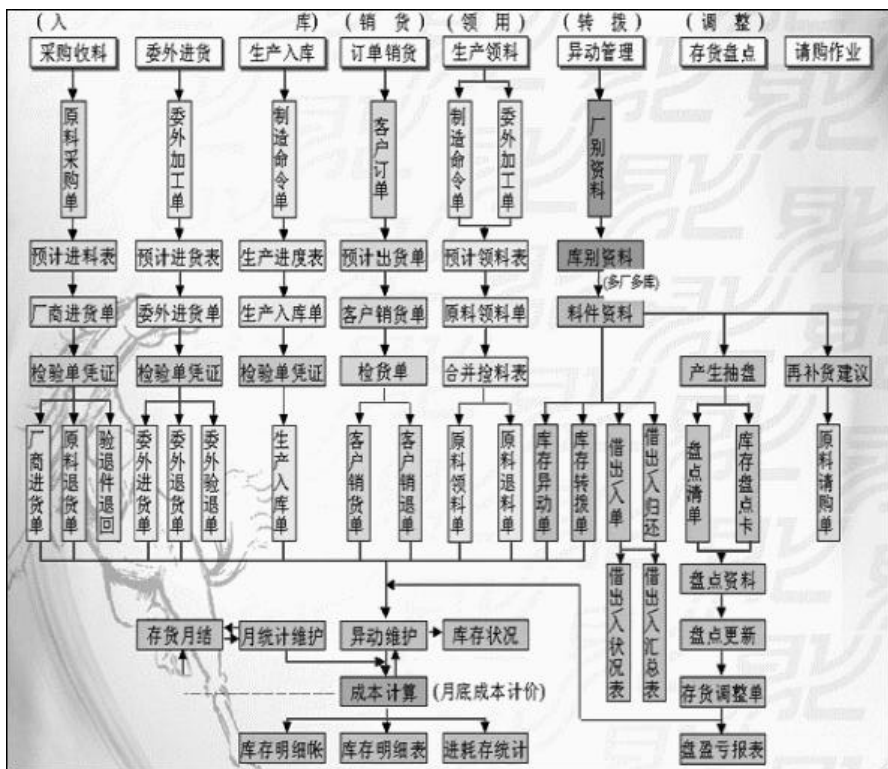 (入 库) (销 货) (领 用) (转 拨) (调 整)
采购收料 委外进货 生产入库 订单销货 生产领料 异动管理 存货盘点 请购作业
原料采购单 委外加工单 制造命令单 客户订单 制造命令单 委外加工单 厂别资料
预计进料表 预计进货表 生产进度表 预计出货单 预计领料表 库别资料
(多厂多库)
厂商进货单 委外进货单 生产入库单 客户销货单 原料领料单 料件资料
检验单凭证 检验单凭证 检验单凭证 检货单 合并捡料表 产生抽盘 再补货建议
厂商进货单 原料退货单 验退件退回 委外进货单 委外退货单 委外验退单 生产入库单 客户销货单 客户销退单 原料领料单 原料退料单 库存异动单 库存转拨单 借出/入单 借出/入归还 盘点清单 库存盘点卡 原料请购单
借出/入状况表 借出/入汇总表 盘点资料
存货月结 月统计维护 异动维护 库存状况 盘点更新
成本计算 (月底成本计价) 存货调整单
库存明细帐 库存明细表 进耗存统计 盘盈亏报表